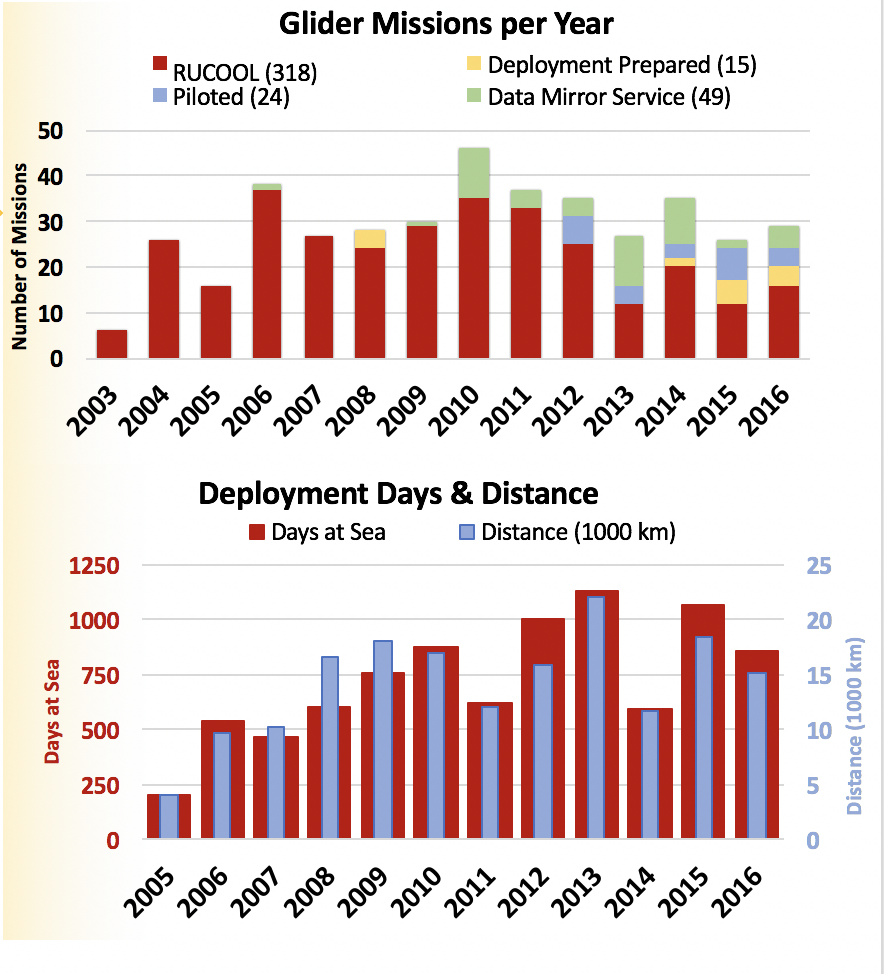 Glider Missions per Year
RUCOOL (318)
Deployment Prepared (15)
Piloted (24)
Data Mirror Service (49)
Number of Missions
50
40
30
20
10
0
2003 2004 2005 2006 2007 2008 2009 2010 2011 2012 2013 2014 2015 2016
Deployment Days & Distance
Days at Sea
Distance (1000 km)
Days at Sea
1250
1000
750
500
250
0
25
20
15
10
5
0
Distance (1000 km)
2005 2006 2007 2008 2009 2010 2011 2012 2013 2014 2015 2016